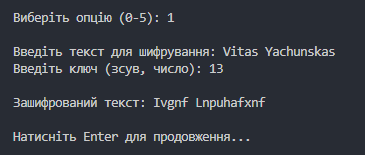 Виберіть опцію (0-5): 1
Введіть текст для шифрування: Vitas Yachunskas
Введіть ключ (зсув, число): 13
Зашифрований текст: Ivgnf Lnpuhafxnf
Натисніть Enter для продовження...